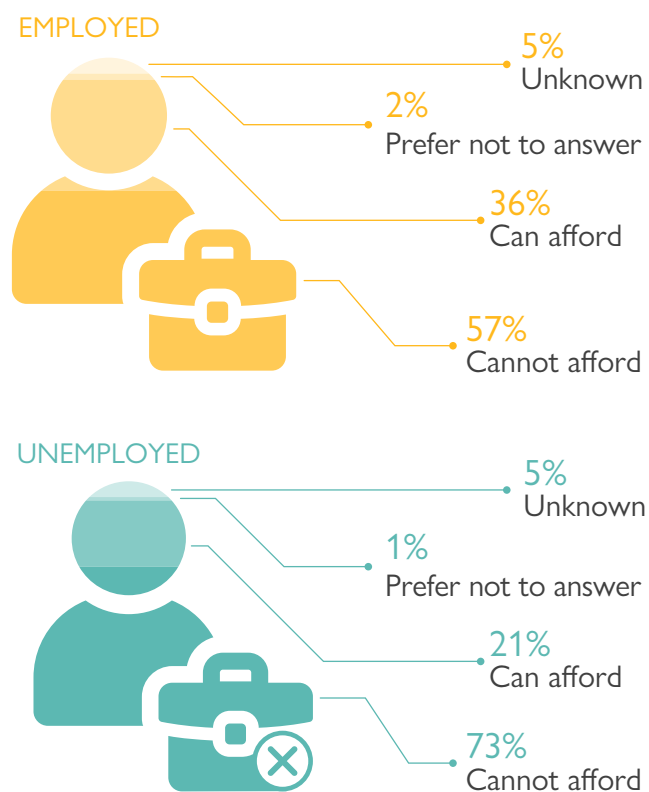 EMPLOYED
5%
Unknown
2%
Prefer not to answer
36%
Can afford
57%
Cannot afford
UNEMPLOYED
5%
Unknown
1%
Prefer not to answer
21%
Can afford
73%
Cannot afford